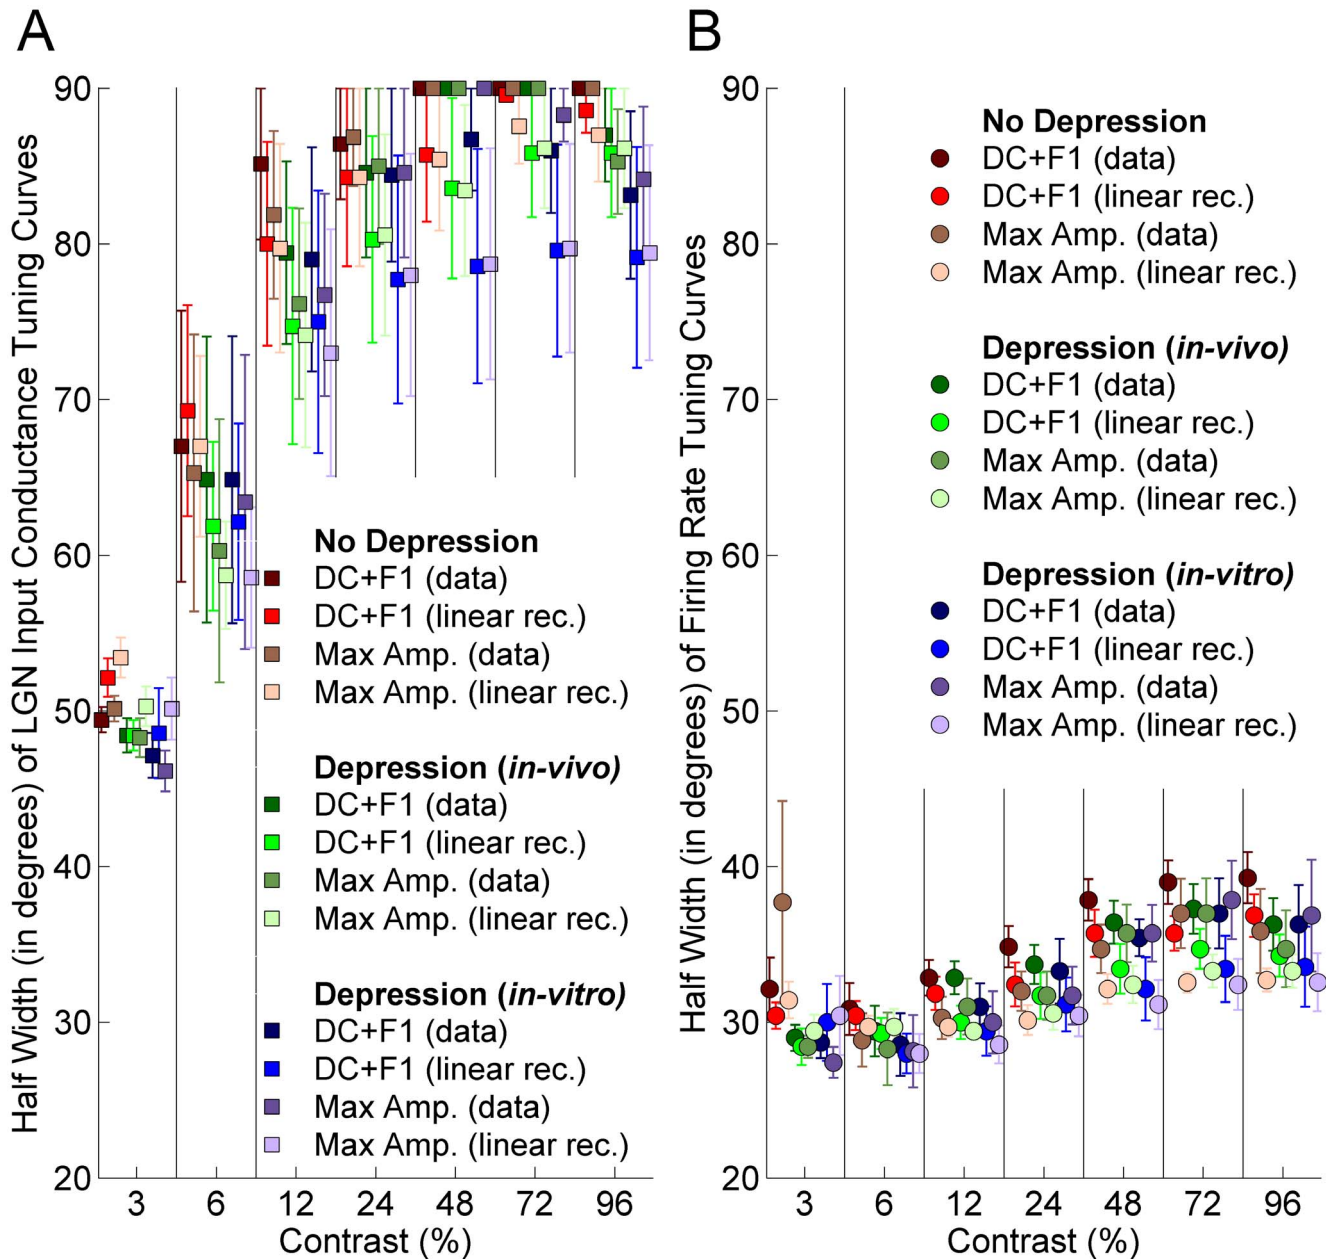 A
Half Width (in degrees) of LGN Input Conductance Tuning Curves
90
80
70
60
50
40
30
20
No Depression
DC+F1 (data)
DC+F1 (linear rec.)
Max Amp. (data)
Max Amp. (linear rec.)
Depression (in-vivo)
DC+F1 (data)
DC+F1 (linear rec.)
Max Amp. (data)
Max Amp. (linear rec.)
Depression (in-vitro)
DC+F1 (data)
DC+F1 (linear rec.)
Max Amp. (data)
Max Amp. (linear rec.)
3 6 12 24 48 72 96
Contrast (%)
B
Half Width (in degrees) of Firing Rate Tuning Curves
90
80
70
60
50
40
30
20
No Depression
DC+F1 (data)
DC+F1 (linear rec.)
Max Amp. (data)
Max Amp. (linear rec.)
Depression (in-vivo)
DC+F1 (data)
DC+F1 (linear rec.)
Max Amp. (data)
Max Amp. (linear rec.)
Depression (in-vitro)
DC+F1 (data)
DC+F1 (linear rec.)
Max Amp. (data)
Max Amp. (linear rec.)
3 6 12 24 48 72 96
Contrast (%)